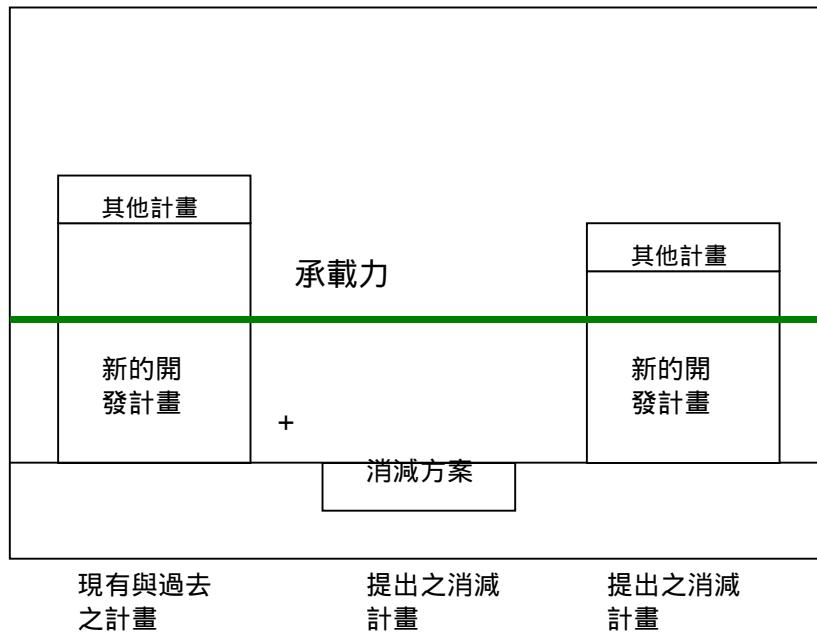 其他計畫
承載力
其他計畫
新的開
發計畫
新的開
發計畫
+
消減方案
現有與過去
之計畫
提出之消減
計畫
提出之消減
計畫